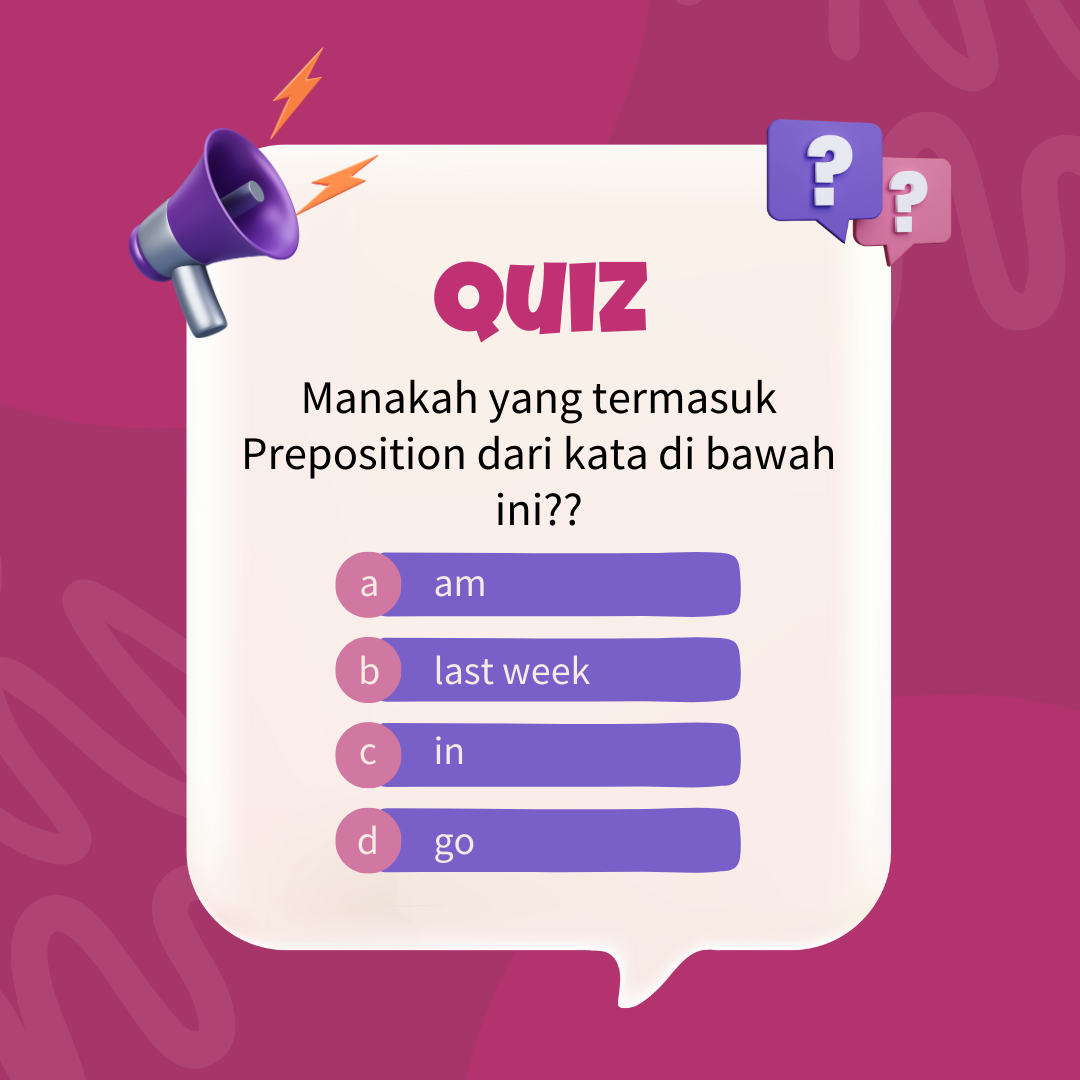 ?
?
QUIZ
Manakah yang termasuk
Preposition dari kata di bawah
ini??
a am
b last week
c in
d go